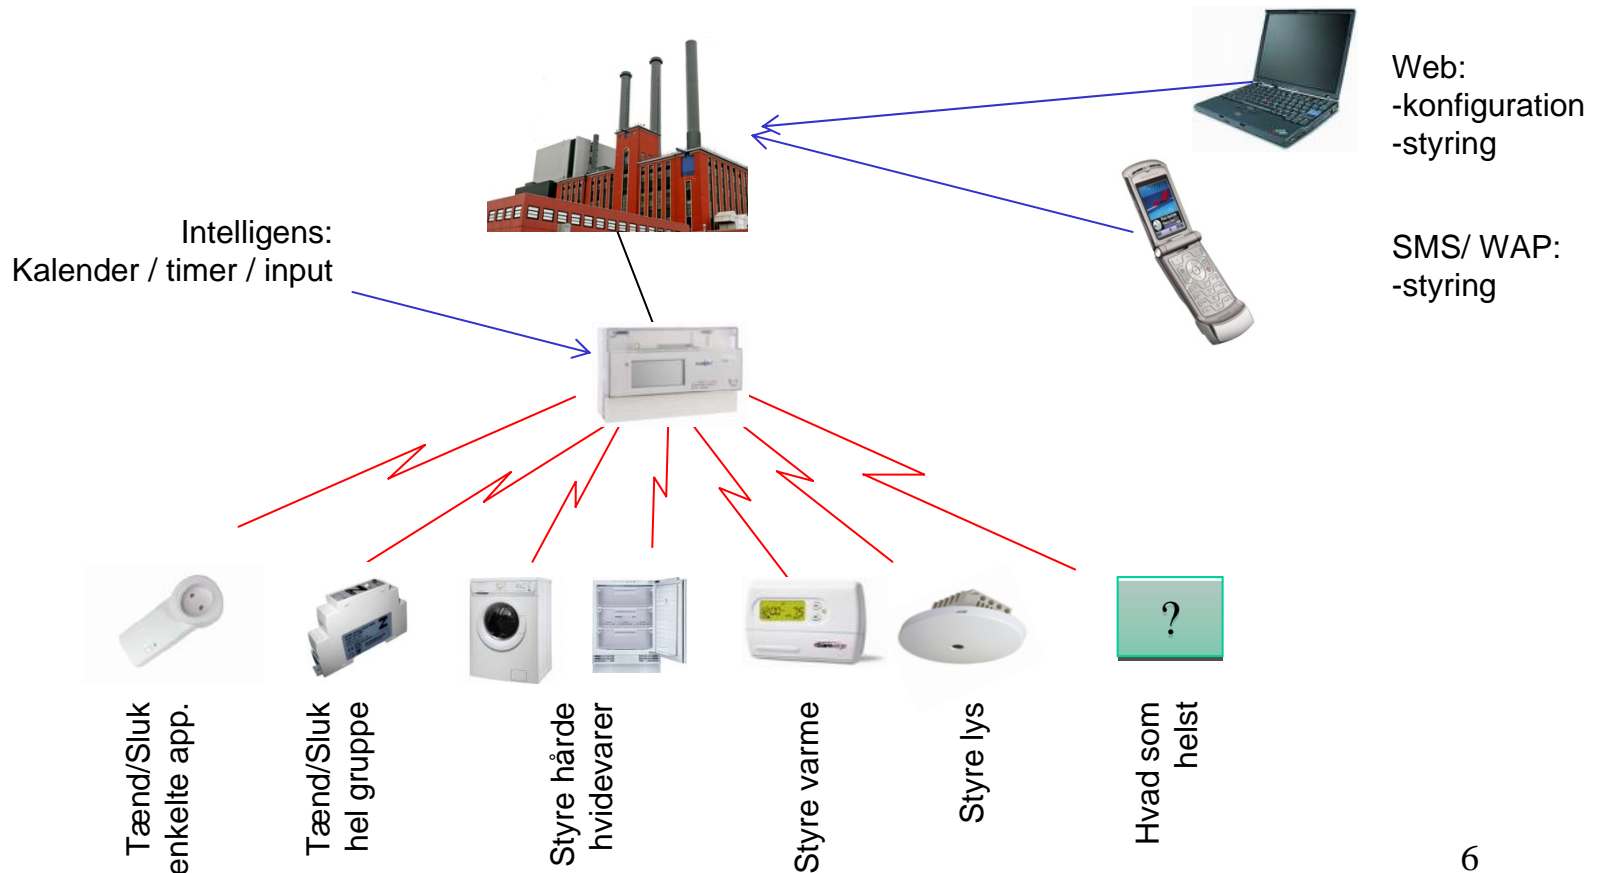 Web:
-konfiguration
-styring
Intelligens:
Kalender / timer / input
SMS/ WAP:
-styring
?
Tænd/Sluk
enkelte app.
Tænd/Sluk
hel gruppe
Styre hårde
hvidevarer
Styre varme
Styre lys
Hvad som
helst
6